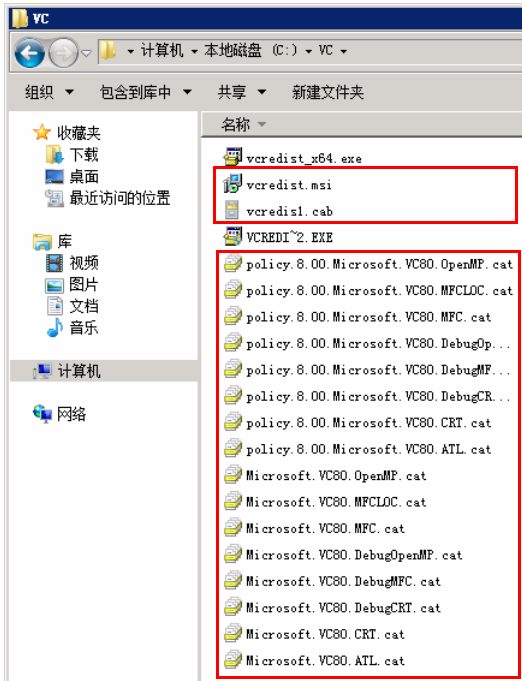 VC
计算机 本地磁盘 (C:) VC
组织 包含到库中 共享 新建文件夹
收藏夹
下载
桌面
最近访问的位置
库
视频
图片
文档
音乐
计算机
网络
名称
vcredist_x64.exe
vcredist.msi
vcredis1.cab
VCREDI~2.EXE
policy.8.00.Microsoft.VC80.OpenMP.cat
policy.8.00.Microsoft.VC80.MFCLOC.cat
policy.8.00.Microsoft.VC80.MFC.cat
policy.8.00.Microsoft.VC80.DebugOp...
policy.8.00.Microsoft.VC80.DebugMF...
policy.8.00.Microsoft.VC80.DebugCR...
policy.8.00.Microsoft.VC80.CRT.cat
policy.8.00.Microsoft.VC80.ATL.cat
Microsoft.VC80.OpenMP.cat
Microsoft.VC80.MFCLOC.cat
Microsoft.VC80.MFC.cat
Microsoft.VC80.DebugOpenMP.cat
Microsoft.VC80.DebugMFC.cat
Microsoft.VC80.DebugCRT.cat
Microsoft.VC80.CRT.cat
Microsoft.VC80.ATL.cat